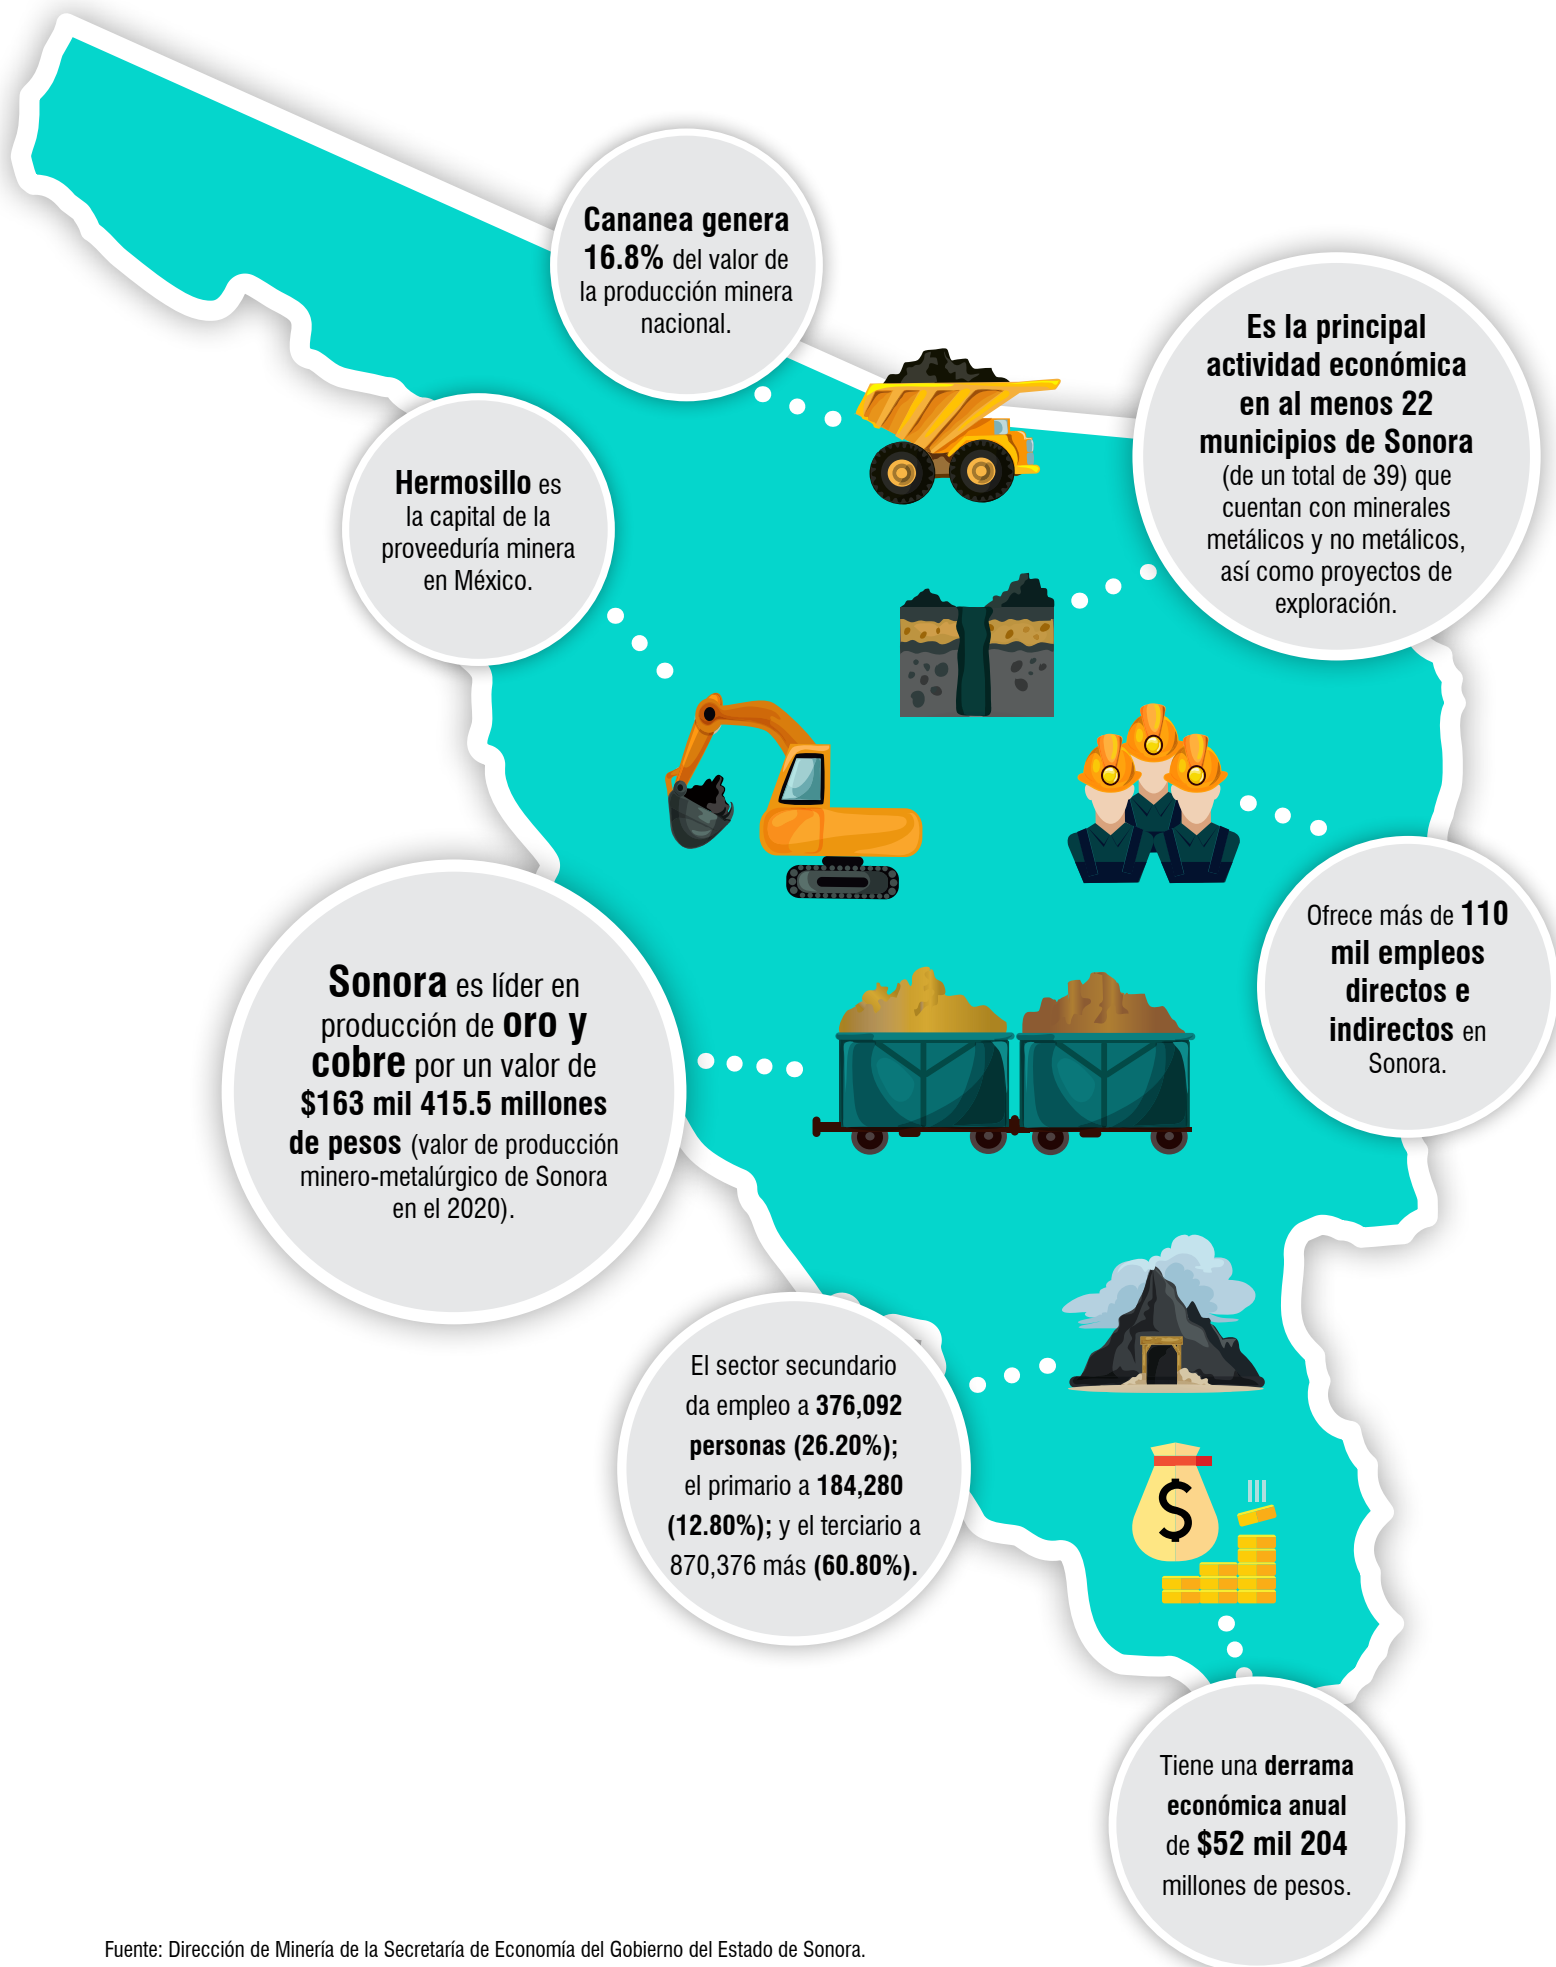 Cananea genera
16.8% del valor de
la producción minera
nacional.
Es la principal
actividad económica
en al menos 22
municipios de Sonora
(de un total de 39) que
cuentan con minerales
metálicos y no metálicos,
así como proyectos de
exploración.
Hermosillo es
la capital de la
proveeduría minera
en México.
Ofrece más de 110
mil empleos
directos e
indirectos en
Sonora.
Sonora es líder en
producción de oro y
cobre por un valor de
$163 mil 415.5 millones
de pesos (valor de producción
minero-metalúrgico de Sonora
en el 2020).
El sector secundario
da empleo a 376,092
personas (26.20%);
el primario a 184,280
(12.80%); y el terciario a
870,376 más (60.80%).
$
Tiene una derrama
económica anual
de $52 mil 204
millones de pesos.
Fuente: Dirección de Minería de la Secretaría de Economía del Gobierno del Estado de Sonora.